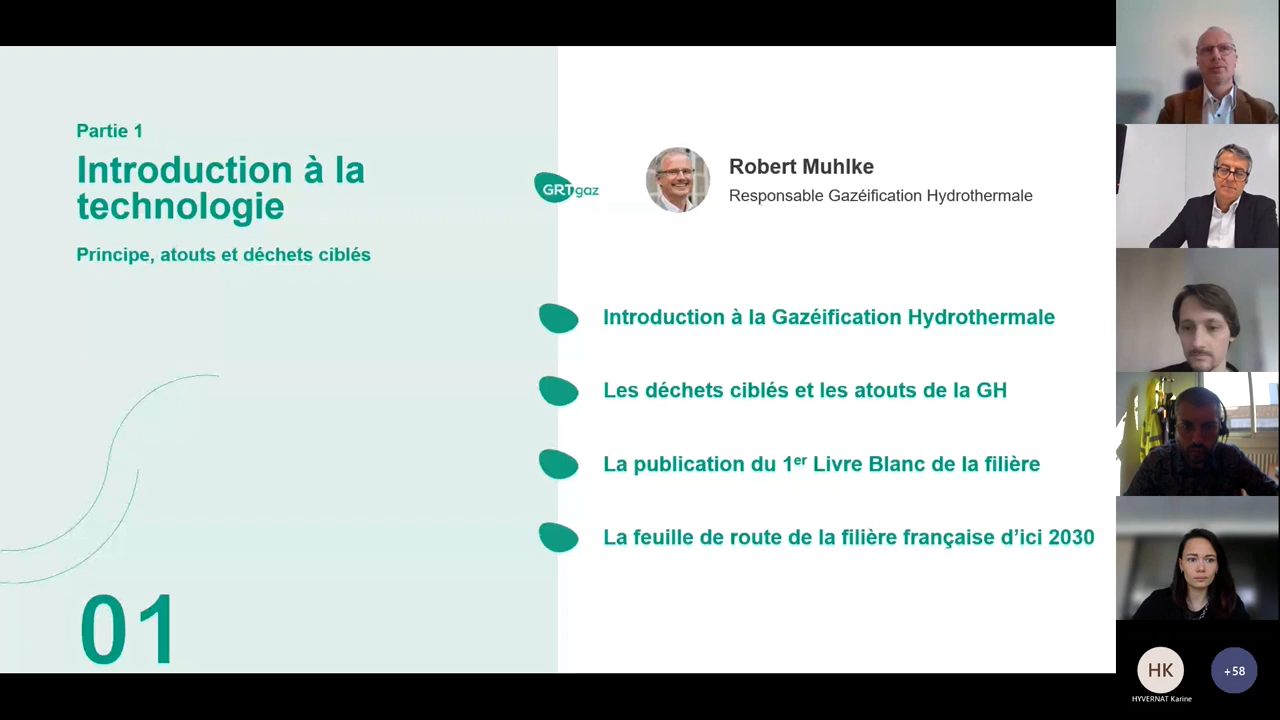 Partie 1
Introduction à la
technologie
Principe, atouts et déchets ciblés
01
GRTgaz
Robert Muhlke
Responsable Gazéification Hydrothermale
Introduction à la Gazéification Hydrothermale
Les déchets ciblés et les atouts de la GH
La publication du 1er Livre Blanc de la filière
La feuille de route de la filière française d’ici 2030
HK
HYVERNAT Karine
+58